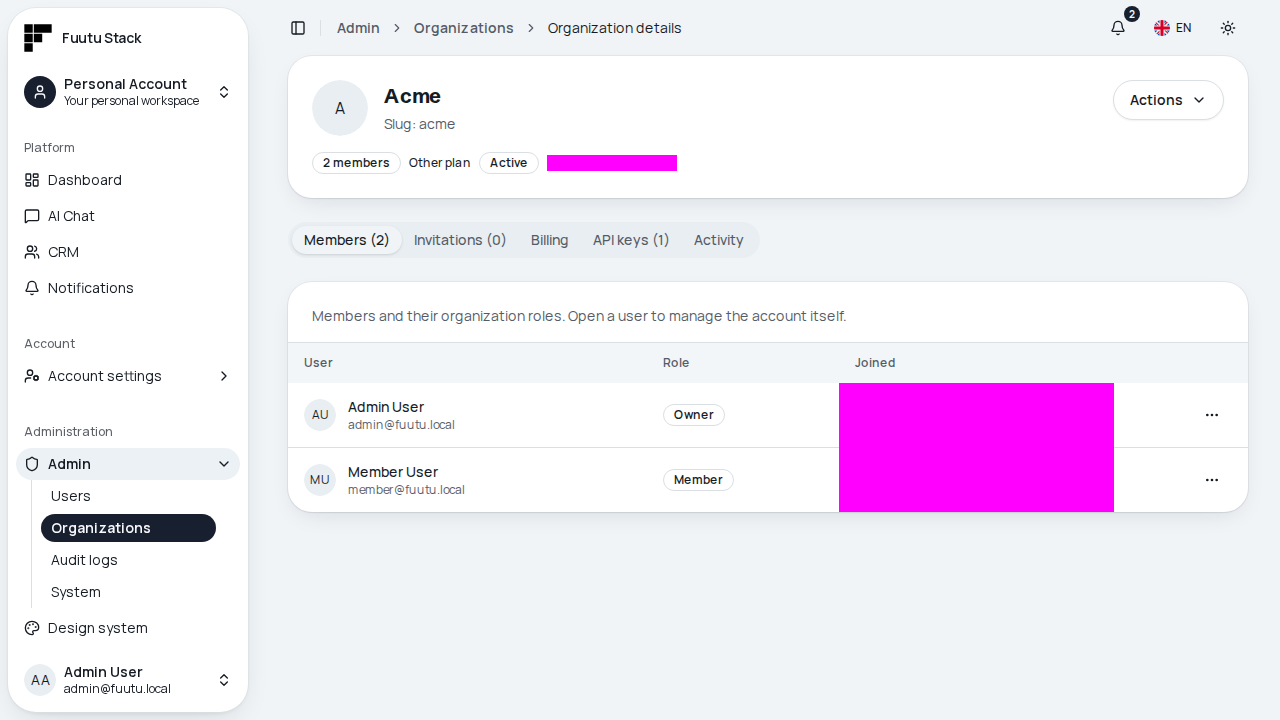 Fuutu Stack
Personal Account
Your personal workspace
Platform
Dashboard
AI Chat
CRM
Notifications
Account
Account settings
Administration
Admin
Users
Organizations
Audit logs
System
Design system
AA
Admin User
admin@fuutu.local
Admin
Organizations
Organization details
2
EN
A
Acme
Slug: acme
Actions
2 members
Other plan
Active
Members (2)
Invitations (0)
Billing
API keys (1)
Activity
Members and their organization roles. Open a user to manage the account itself.
User
Role
Joined
AU
Admin User
admin@fuutu.local
Owner
MU
Member User
member@fuutu.local
Member